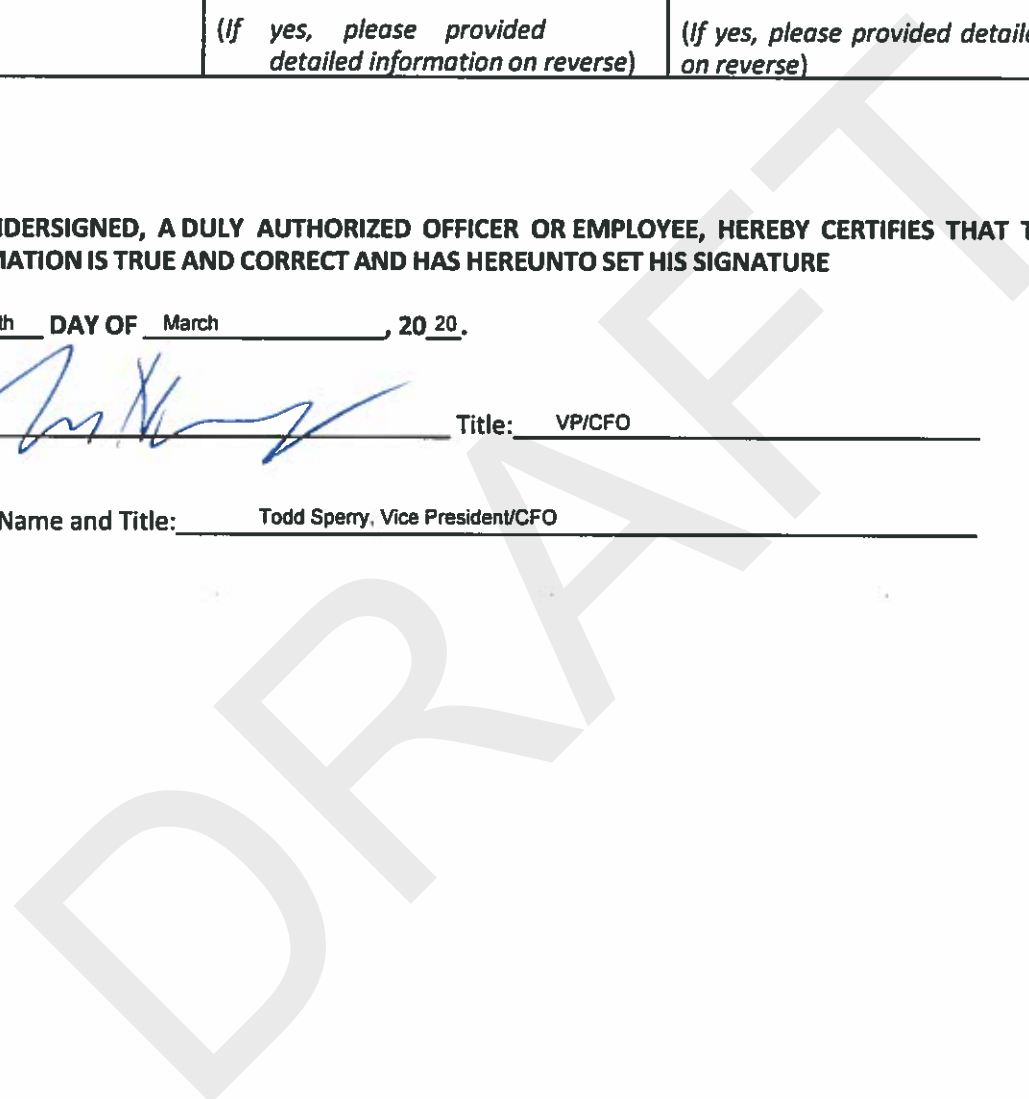 (If yes, please provided
detailed information on reverse)
(If yes, please provided detaile
on reverse)
NDERSIGNED, A DULY AUTHORIZED OFFICER OR EMPLOYEE, HEREBY CERTIFIES THAT T
MATION IS TRUE AND CORRECT AND HAS HEREUNTO SET HIS SIGNATURE
th DAY OF March, 20 20.
Title: VP/CFO
Name and Title: Todd Sperry, Vice President/CFO
DRAFT